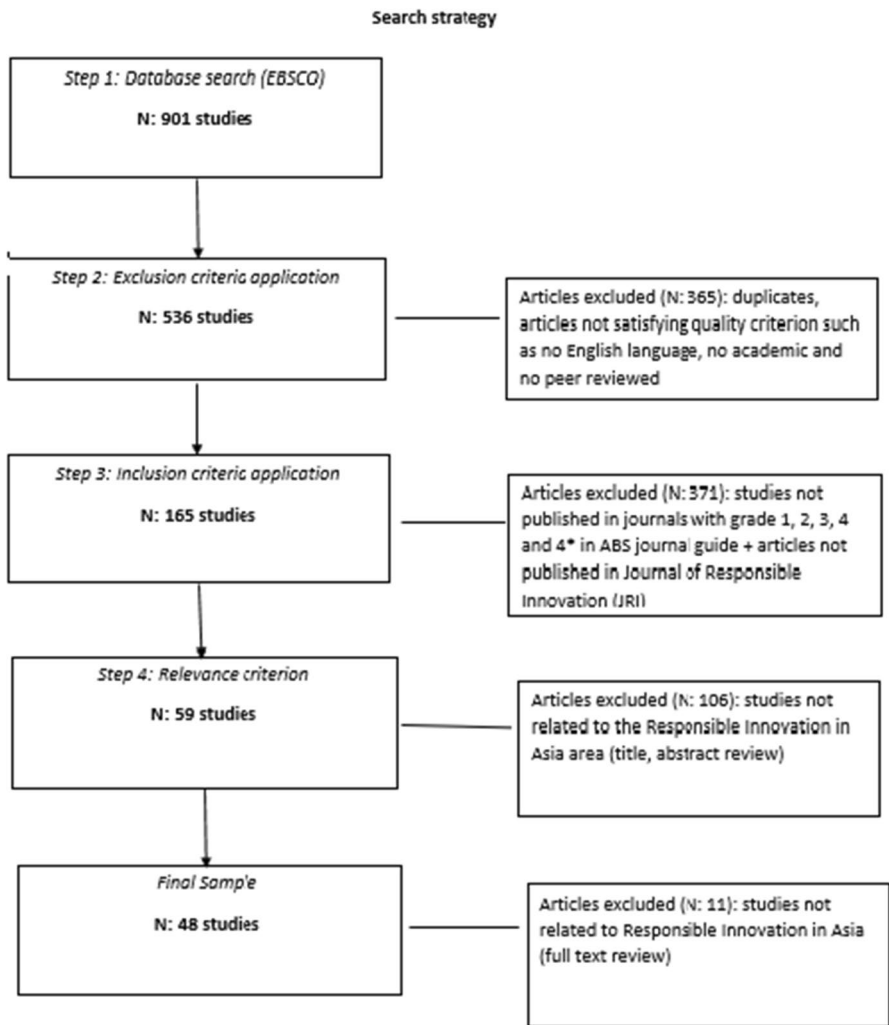 Search strategy
Step 1: Database search (EBSCO)
N: 901 studies
Step 2: Exclusion criteric application
N: 536 studies
Articles excluded (N: 365): duplicates,
articles not satisfying quality criterion such
as no English language, no academic and
no peer reviewed
Step 3: Inclusion criteric application
N: 165 studies
Articles excluded (N: 371): studies not
published in journals with grade 1, 2, 3, 4
and 4* in ABS journal guide + articles not
published in Journal of Responsible
Innovation (JRI)
Step 4: Relevance criterion
N: 59 studies
Articles excluded (N: 106): studies not
related to the Responsible Innovation in
Asia area (title, abstract review)
Final Sample
N: 48 studies
Articles excluded (N: 11): studies not
related to Responsible Innovation in Asia
(full text review)